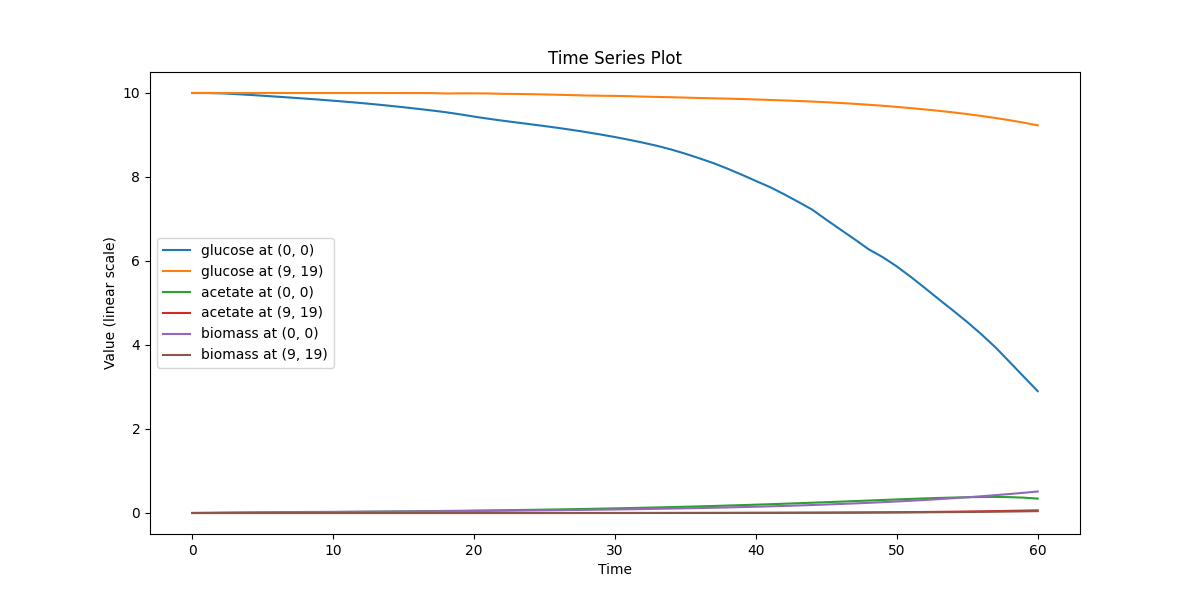 Time Series Plot
Value (linear scale)
10
8
6
4
2
0
glucose at (0, 0)
glucose at (9, 19)
acetate at (0, 0)
acetate at (9, 19)
biomass at (0, 0)
biomass at (9, 19)
0 10 20 30 40 50 60
Time